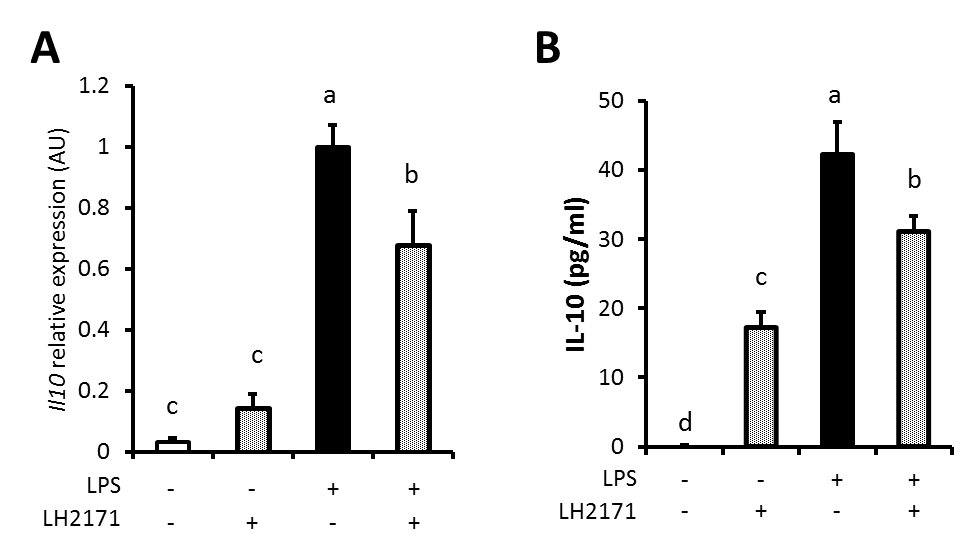 A
Il10 relative expression (AU)
1.2
1
0.8
0.6
0.4
0.2
0
c
c
a
b
LPS - - + +
LH2171 - + - +
B
IL-10 (pg/ml)
50
40
30
20
10
0
d
c
a
b
LPS - - + +
LH2171 - + - +